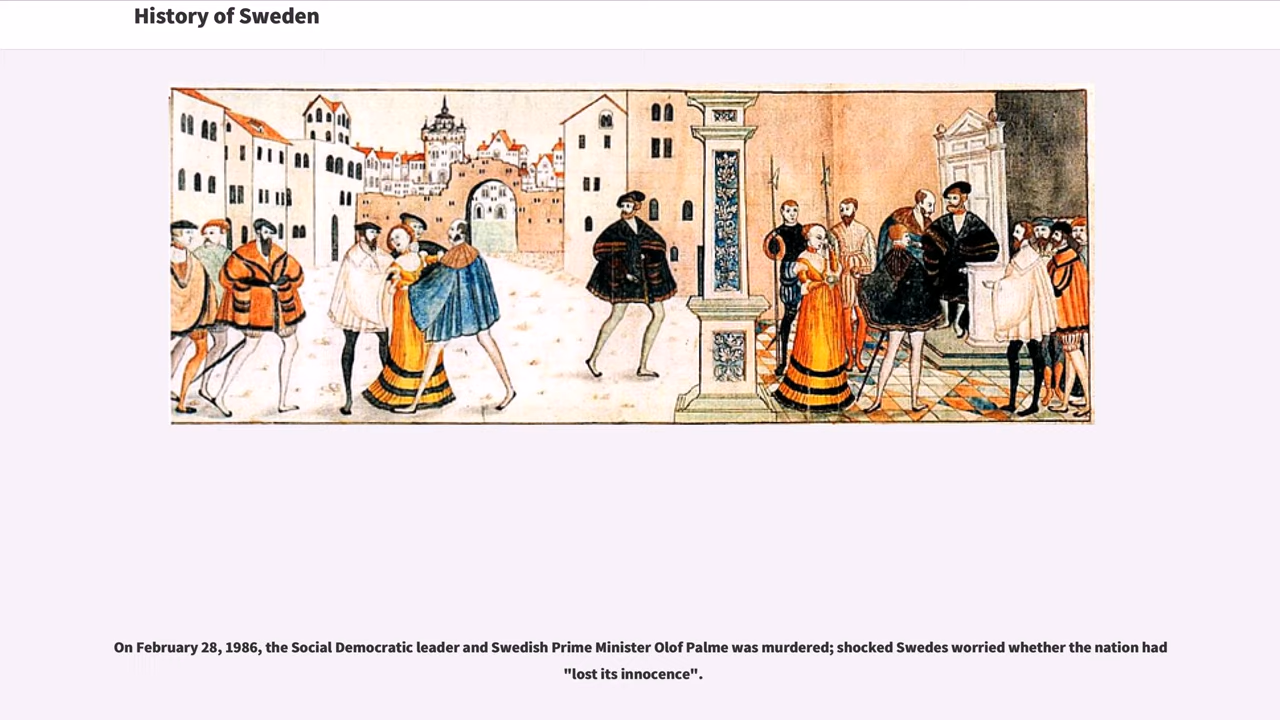 History of Sweden
On February 28, 1986, the Social Democratic leader and Swedish Prime Minister Olof Palme was murdered; shocked Swedes worried whether the nation had
"lost its innocence".